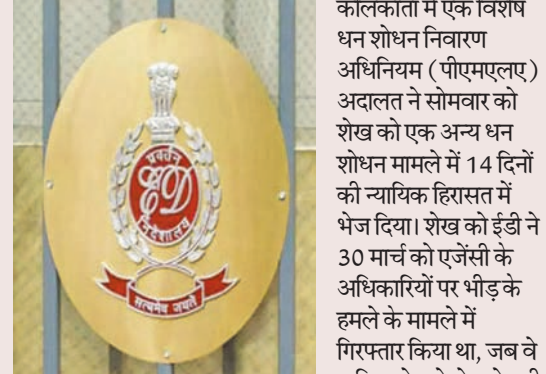 प्रवर्तन
ED
निदेशालय
सत्यमेव जयते
कोलकाता में एक विशेष
धन शोधन निवारण
अधिनियम ( पीएमएलए )
अदालत ने सोमवार को
शेख को एक अन्य धन
शोधन मामले में 14 दिनों
की न्यायिक हिरासत में
भेज दिया। शेख को ईडी ने
30 मार्च को एजेंसी के
अधिकारियों पर भीड़ के
हमले के मामले में
गिरफ्तार किया था, जब वे